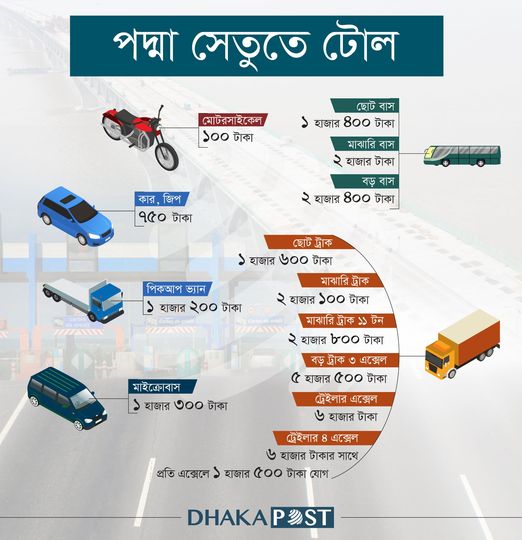 পদ্মা সেতুতে টোল
মোটরসাইকেল
১০০ টাকা
ছোট বাস
১ হাজার ৪০০ টাকা
মাঝারি বাস
২ হাজার টাকা
বড় বাস
২ হাজার ৪০০ টাকা
কার, জিপ
৭৫০ টাকা
পিকআপ ভ্যান
১ হাজার ২০০ টাকা
মাইক্রোবাস
১ হাজার ৩০০ টাকা
ছোট ট্রাক
১ হাজার ৬০০ টাকা
মাঝারি ট্রাক
২ হাজার ১০০ টাকা
মাঝারি ট্রাক ১১ টন
২ হাজার ৮০০ টাকা
বড় ট্রাক ৩ এক্সেল
৫ হাজার ৫০০ টাকা
ট্রেইলার এক্সেল
৬ হাজার টাকা
ট্রেইলার ৪ এক্সেল
৬ হাজার টাকার সাথে
প্রতি এক্সেলে ১ হাজার ৫০০ টাকা যোগ
DHAKA POST